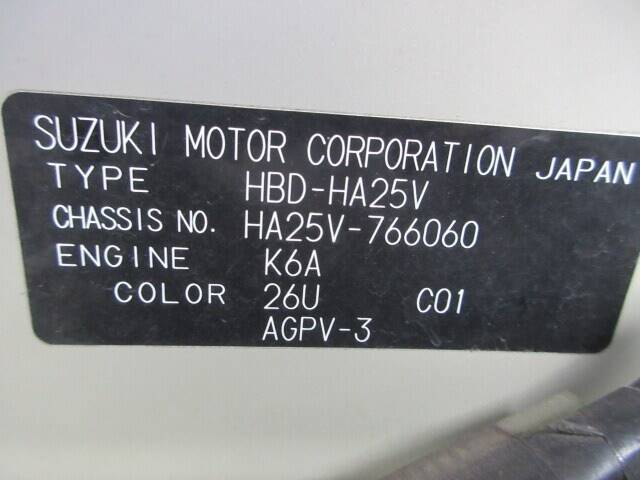 SUZUKI MOTOR CORPORATION JAPAN
TYPE HBD-HA25V
CHASSIS NO. HA25V-766060
ENGINE K6A
COLOR 26U C01
AGPV-3